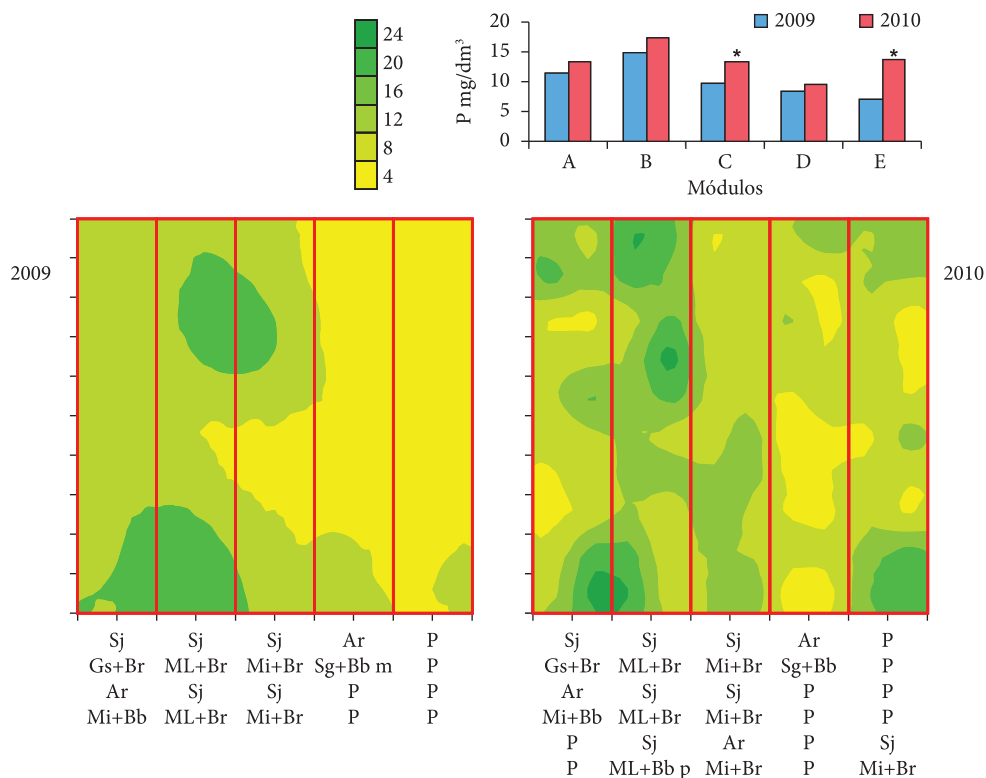 20
15
10
5
0
P mg/dm³
2009 2010
* *
A B C D E
Módulos
24
20
16
12
8
4
2009
2010
Sj Sj Sj Ar P
Gs+Br ML+Br Mi+Br Sg+Bb m P
Ar Sj Sj P P
Mi+Bb ML+Br Mi+Br P P
Sj Sj Sj Ar P
Gs+Br ML+Br Mi+Br Sg+Bb P
Ar Sj Sj P P
Mi+Bb ML+Br Mi+Br P P
P Sj Ar P Sj
P ML+Bb p Mi+Br P Mi+Br